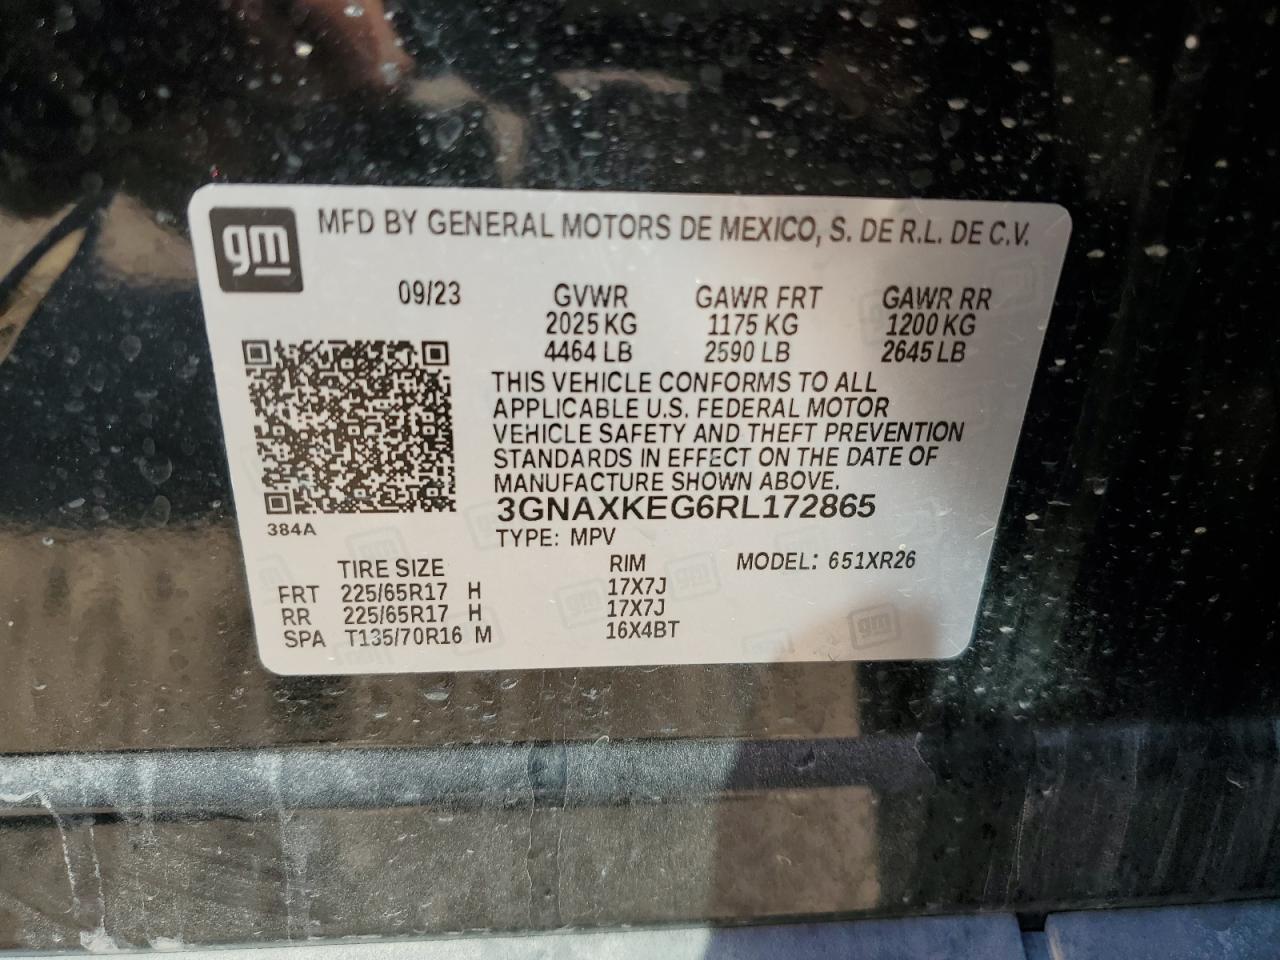 gm MFD BY GENERAL MOTORS DE MEXICO, S. DE R.L. DE C.V.
09/23 GVWR GAWR FRT GAWR RR
2025 KG 1175 KG 1200 KG
4464 LB 2590 LB 2645 LB
THIS VEHICLE CONFORMS TO ALL
APPLICABLE U.S. FEDERAL MOTOR
VEHICLE SAFETY AND THEFT PREVENTION
STANDARDS IN EFFECT ON THE DATE OF
MANUFACTURE SHOWN ABOVE.
3GNAXKEG6RL172865
384A
TYPE: MPV
TIRE SIZE RIM MODEL: 651XR26
FRT 225/65R17 H 17X7J
RR 225/65R17 H 17X7J
SPA T135/70R16 M 16X4BT